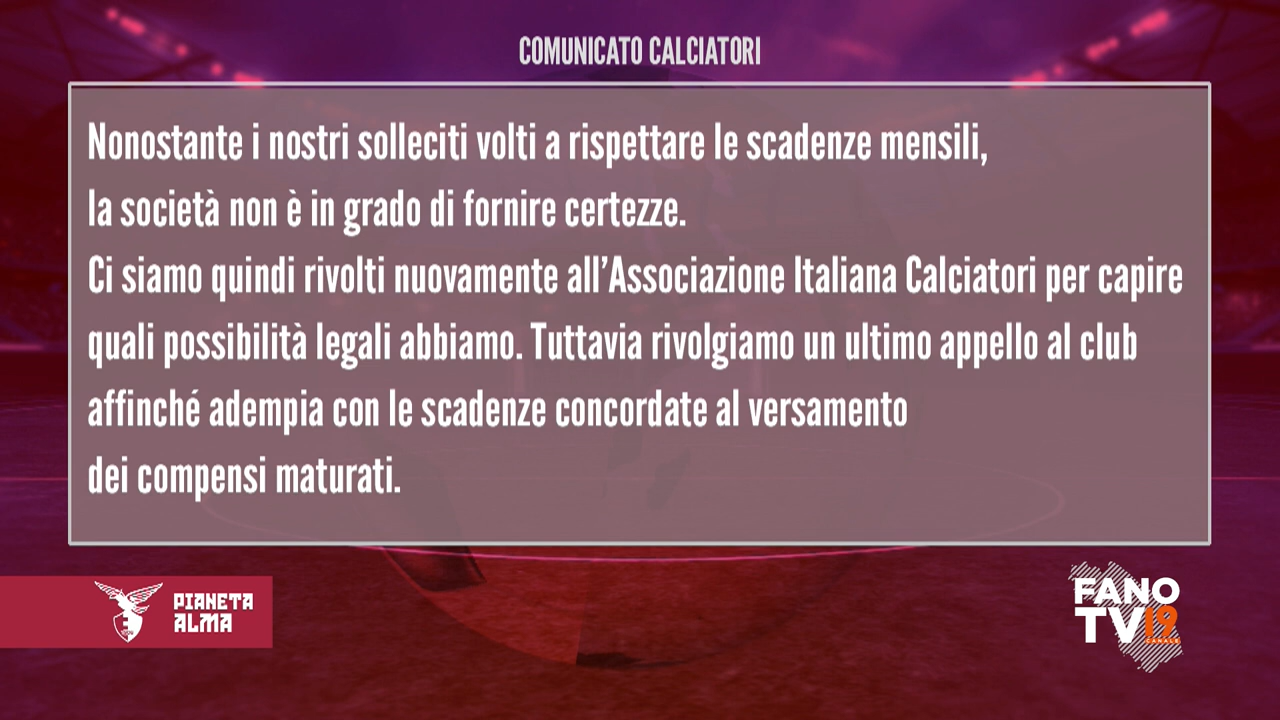 COMUNICATO CALCIATORI
Nonostante i nostri solleciti volti a rispettare le scadenze mensili,
la società non è in grado di fornire certezze.
Ci siamo quindi rivolti nuovamente all’Associazione Italiana Calciatori per capire
quali possibilità legali abbiamo. Tuttavia rivolgiamo un ultimo appello al club
affinché adempia con le scadenze concordate al versamento
dei compensi maturati.
PIANETA
ALMA
FANO
TV19
CANALE